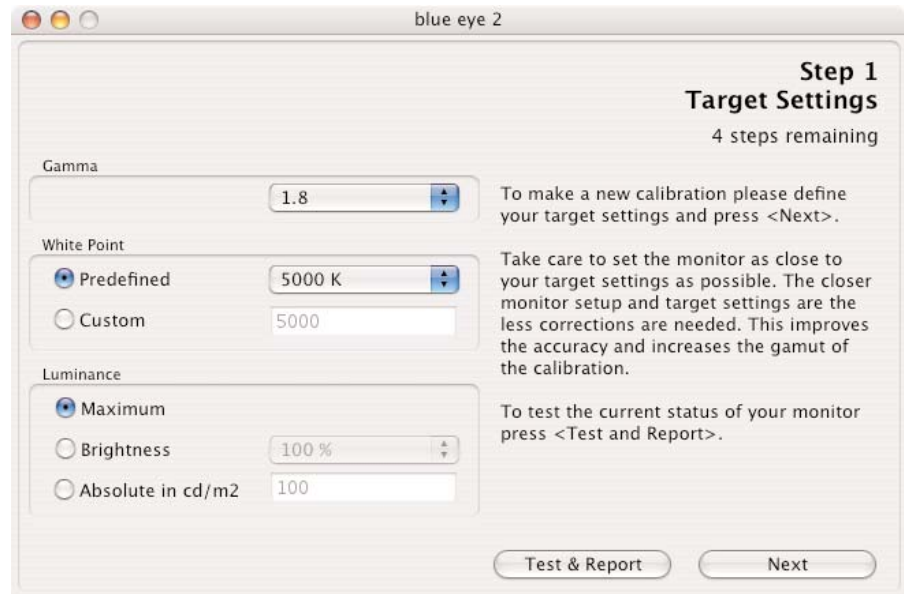 blue eye 2
Step 1
Target Settings
4 steps remaining
Gamma
1.8
White Point
Predefined
5000 K
Custom
5000
Luminance
Maximum
Brightness
100 %
Absolute in cd/m2
100
To make a new calibration please define
your target settings and press <Next>.
Take care to set the monitor as close to
your target settings as possible. The closer
monitor setup and target settings are the
less corrections are needed. This improves
the accuracy and increases the gamut of
the calibration.
To test the current status of your monitor
press <Test and Report>.
Test & Report
Next